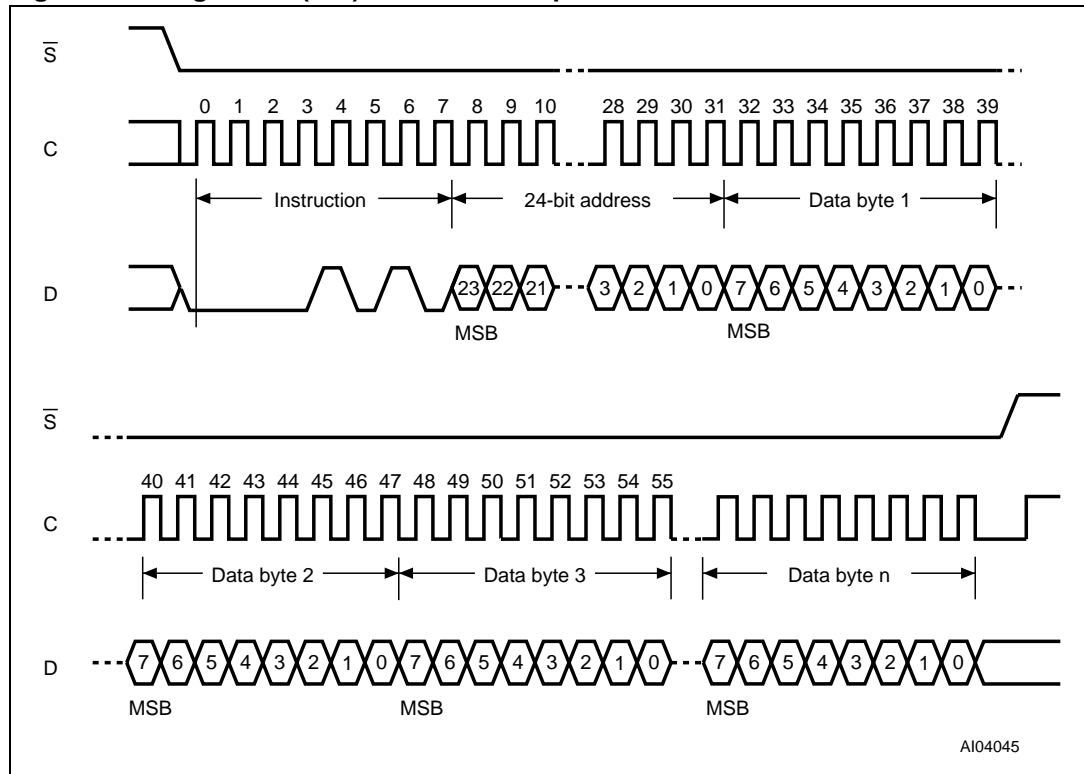 S
0 1 2 3 4 5 6 7 8 9 10 28 29 30 31 32 33 34 35 36 37 38 39
C
Instruction 24-bit address Data byte 1
D
23 22 21 3 2 1 0 7 6 5 4 3 2 1 0
MSB MSB
S
40 41 42 43 44 45 46 47 48 49 50 51 52 53 54 55
C
Data byte 2 Data byte 3 Data byte n
D
7 6 5 4 3 2 1 0 7 6 5 4 3 2 1 0 7 6 5 4 3 2 1 0
MSB MSB MSB
AI04045